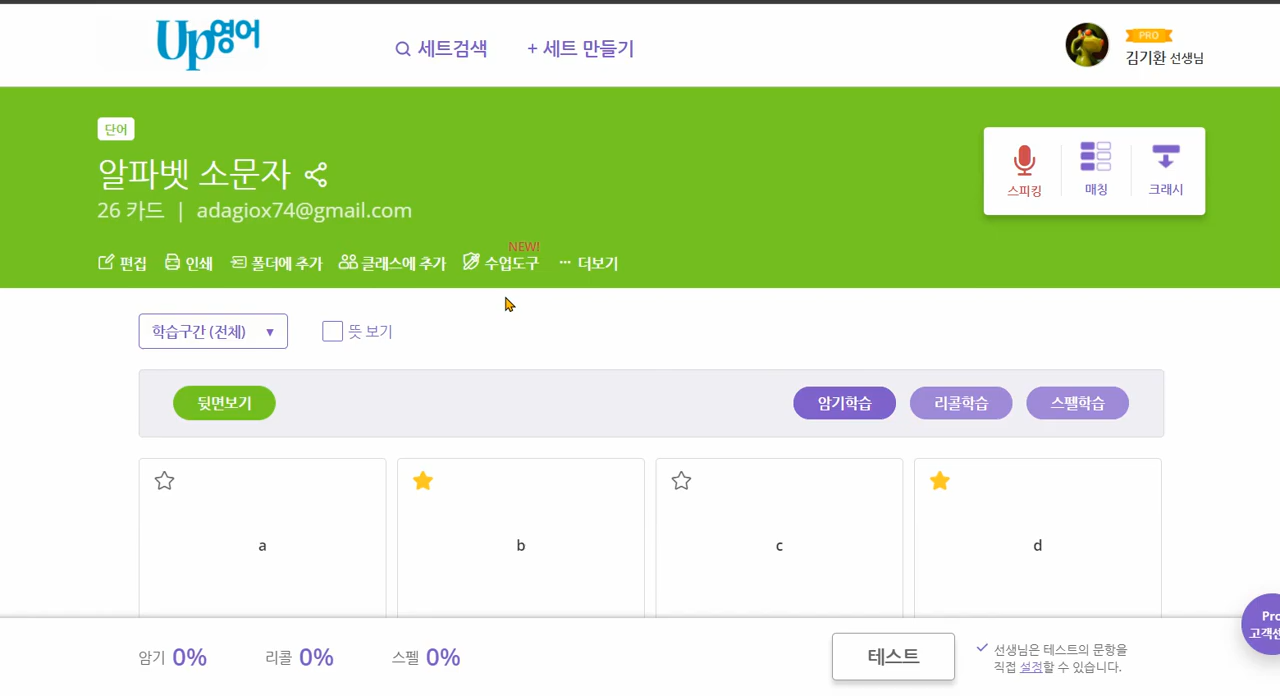 Up영어
세트검색
+ 세트 만들기
PRO
김기환 선생님
단어
알파벳 소문자
26 카드 | adagiox74@gmail.com
스피킹
매칭
크래시
NEW!
편집
인쇄
폴더에 추가
클래스에 추가
수업도구
··· 더보기
학습구간 (전체) ▼
뜻 보기
뒷면보기
암기학습
리콜학습
스펠학습
a
b
c
d
암기 0%
리콜 0%
스펠 0%
테스트
선생님은 테스트의 문항을
직접 설정할 수 있습니다.
Pro